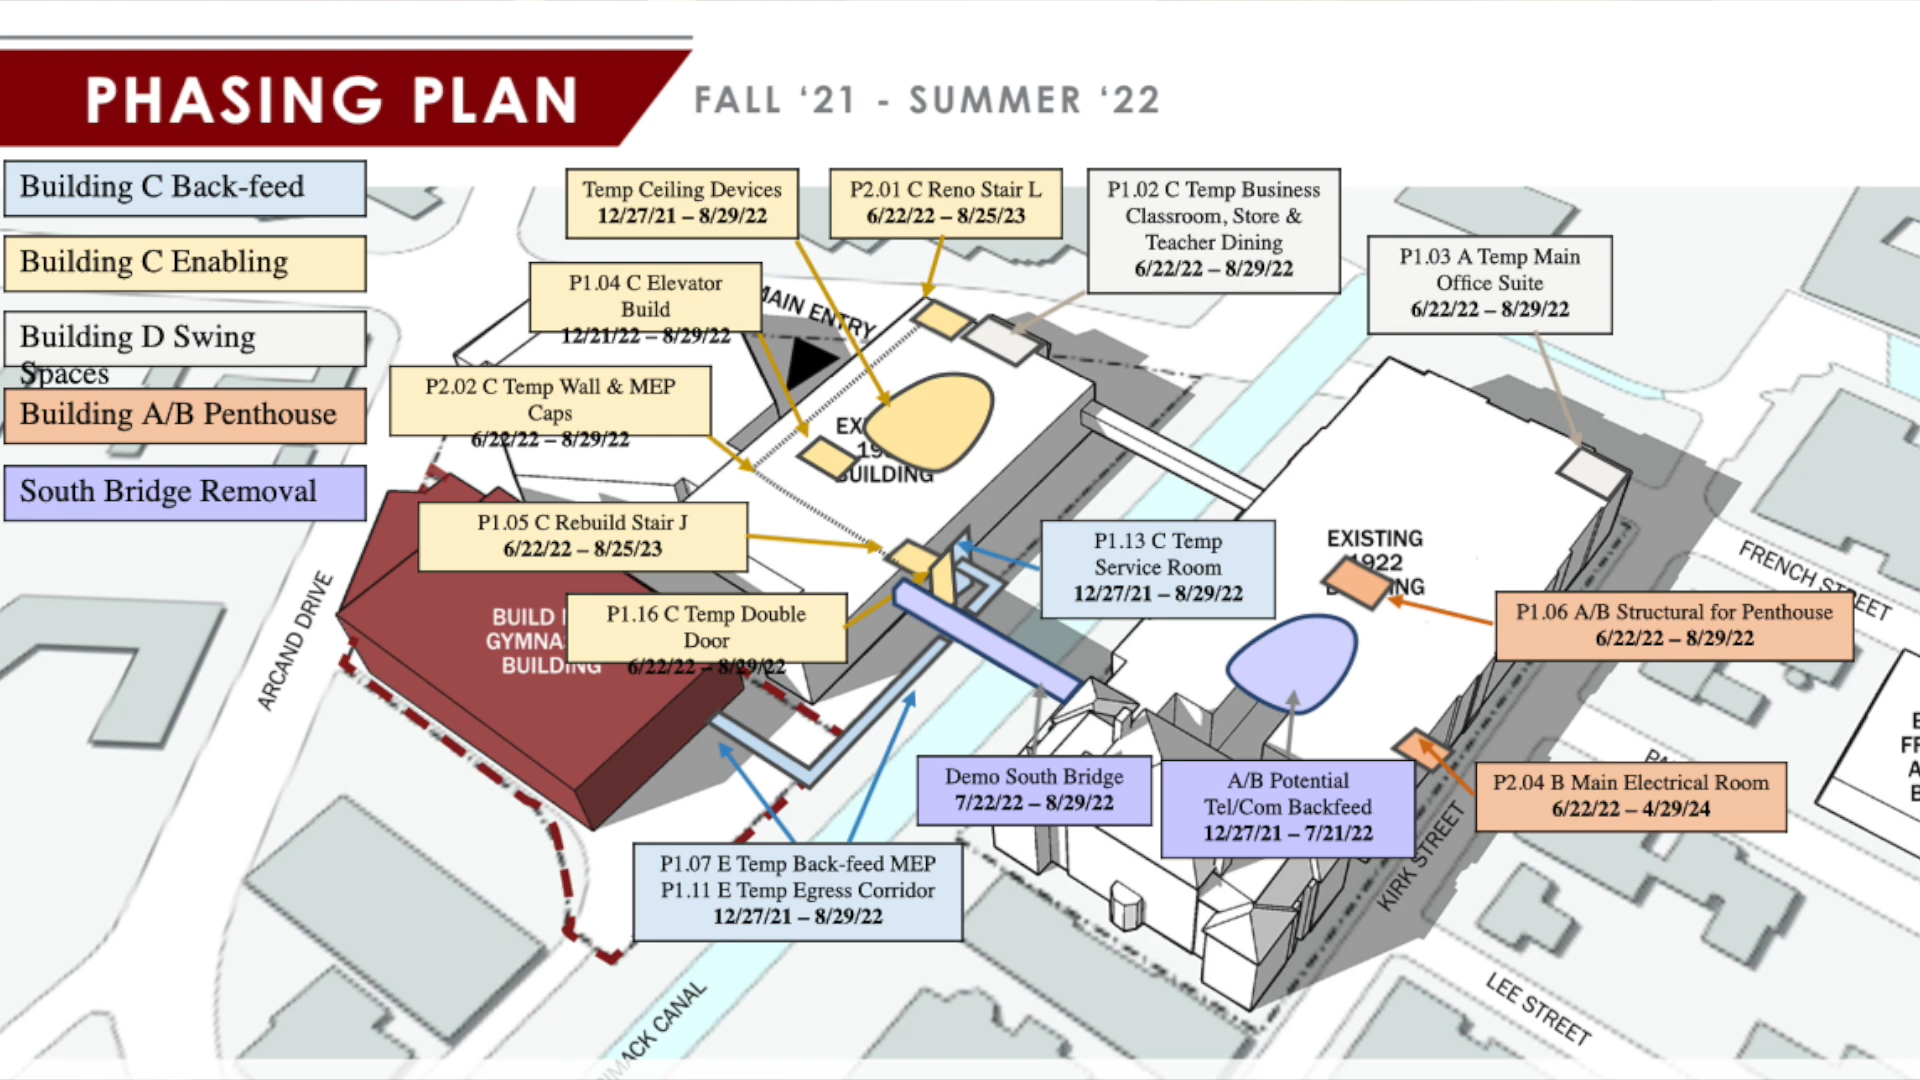 PHASING PLAN
FALL ‘21 - SUMMER ‘22
Building C Back-feed
Building C Enabling
Building D Swing
Spaces
Building A/B Penthouse
South Bridge Removal
Temp Ceiling Devices
12/27/21 – 8/29/22
P2.01 C Reno Stair L
6/22/22 – 8/25/23
P1.02 C Temp Business
Classroom, Store &
Teacher Dining
6/22/22 – 8/29/22
P1.03 A Temp Main
Office Suite
6/22/22 – 8/29/22
P1.04 C Elevator
Build
12/21/22 – 8/29/22
MAIN ENTRY
P2.02 C Temp Wall & MEP
Caps
6/22/22 – 8/29/22
BUILDING
P1.05 C Rebuild Stair J
6/22/22 – 8/25/23
P1.13 C Temp
Service Room
12/27/21 – 8/29/22
EXISTING
1922
P1.06 A/B Structural for Penthouse
6/22/22 – 8/29/22
FRENCH STREET
ARCAND DRIVE
BUILD
GYMNA
BUILDING
P1.16 C Temp Double
Door
6/22/22 – 8/29/22
Demo South Bridge
7/22/22 – 8/29/22
A/B Potential
Tel/Com Backfeed
12/27/21 – 7/21/22
P2.04 B Main Electrical Room
6/22/22 – 4/29/24
KIRK STREET
P1.07 E Temp Back-feed MEP
P1.11 E Temp Egress Corridor
12/27/21 – 8/29/22
LEE STREET
IMACK CANAL